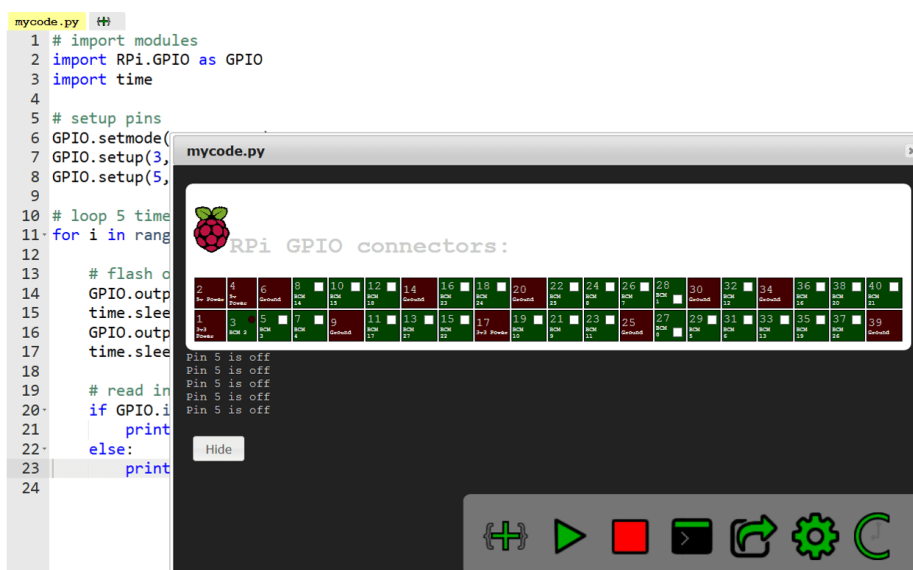 mycode.py
1 # import modules
2 import RPi.GPIO as GPIO
3 import time
4
5 # setup pins
6 GPIO.setmode(
7 GPIO.setup(3,
8 GPIO.setup(5,
9
10 # loop 5 time
11 for i in rang
12
13 # flash o
14 GPIO.outp
15 time.slee
16 GPIO.outp
17 time.slee
18
19 # read in
20 if GPIO.i
21 print
22 else:
23 print
24
mycode.py
RPi GPIO connectors:
2 4 6 8 10 12 14 16 18 20 22 24 26 28 30 32 34 36 38 40
5v Power 5v Power Ground BCM 14 BCM 15 BCM 18 Ground BCM 23 BCM 24 Ground BCM 25 BCM 8 BCM 7 BCM 1 Ground BCM 12 Ground BCM 16 BCM 20 BCM 21
1 3 5 7 9 11 13 15 17 19 21 23 25 27 29 31 33 35 37 39
3v3 Power BCM 2 BCM 3 BCM 4 Ground BCM 17 BCM 27 BCM 22 3v3 Power BCM 10 BCM 9 BCM 11 Ground BCM 0 BCM 5 BCM 6 BCM 13 BCM 19 BCM 26 Ground
Pin 5 is off
Pin 5 is off
Pin 5 is off
Pin 5 is off
Pin 5 is off
Hide